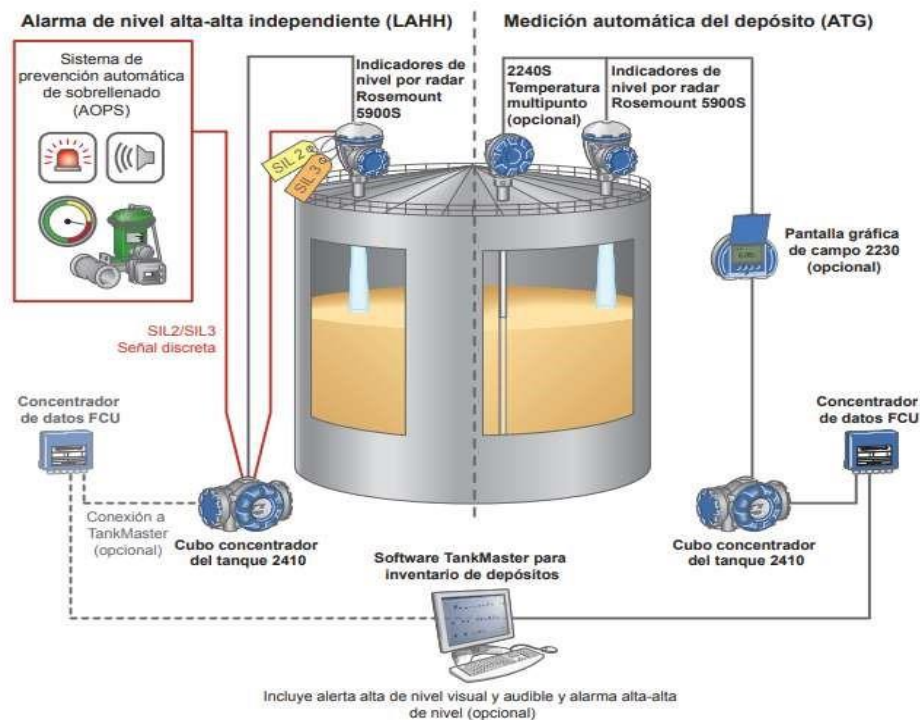 Alarma de nivel alta-alta independiente (LAHH)
Medición automática del depósito (ATG)
Sistema de
prevención automática
de sobrellenado
(AOPS)
Indicadores de
nivel por radar
Rosemount
5900S
2240S
Temperatura
multipunto
(opcional)
Indicadores de
nivel por radar
Rosemount 5900S
SIL 2
SIL 3
Pantalla gráfica
de campo 2230
(opcional)
SIL2/SIL3
Señal discreta
Concentrador
de datos FCU
Concentrador
de datos FCU
Conexión a
TankMaster
(opcional)
Cubo concentrador
del tanque 2410
Cubo concentrador
del tanque 2410
Software TankMaster para
inventario de depósitos
Incluye alerta alta de nivel visual y audible y alarma alta-alta
de nivel (opcional)